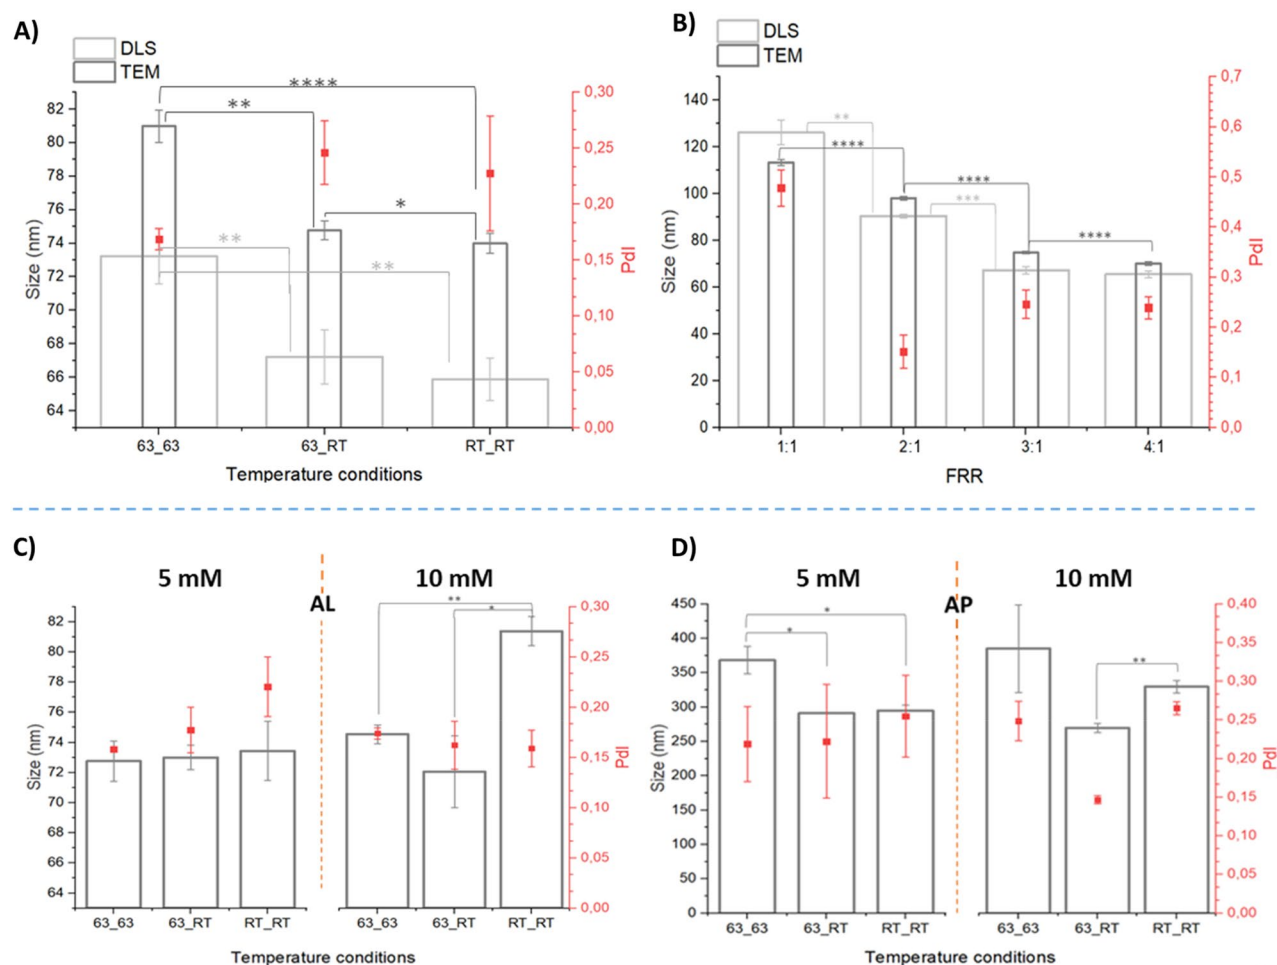 A)
DLS
TEM
****
**
*
**
**
82
80
78
76
74
72
70
68
66
64
Size (nm)
0,30
0,25
0,20
0,15
0,10
0,05
0,00
PdI
63_63
63_RT
RT_RT
Temperature conditions
B)
DLS
TEM
**
****
****
***
****
140
120
100
80
60
40
20
0
Size (nm)
0,7
0,6
0,5
0,4
0,3
0,2
0,1
0,0
PdI
1:1
2:1
3:1
4:1
FRR
C)
5 mM
10 mM
AL
**
*
82
80
78
76
74
72
70
68
66
64
Size (nm)
0,30
0,25
0,20
0,15
0,10
0,05
0,00
PdI
63_63
63_RT
RT_RT
63_63
63_RT
RT_RT
Temperature conditions
D)
5 mM
10 mM
AP
*
*
**
450
400
350
300
250
200
150
100
50
0
Size (nm)
0,40
0,35
0,30
0,25
0,20
0,15
0,10
0,05
0,00
PdI
63_63
63_RT
RT_RT
63_63
63_RT
RT_RT
Temperature conditions